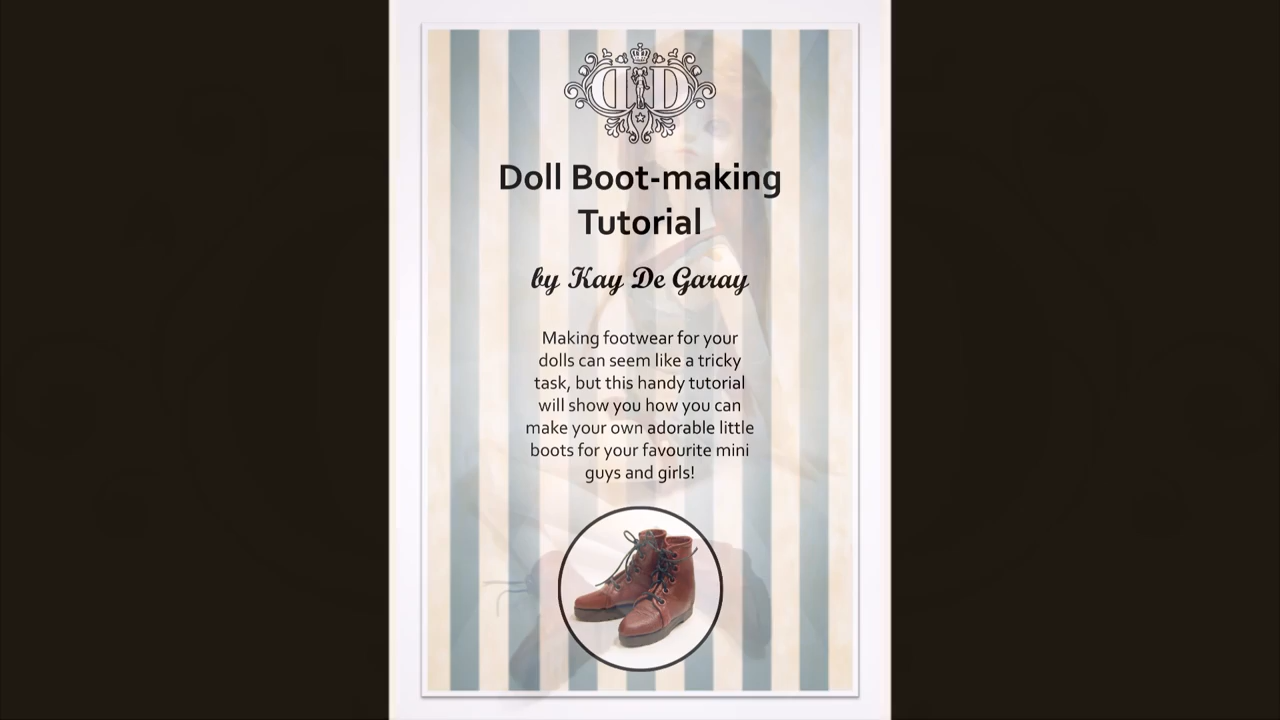 DD
Doll Boot-making
Tutorial
by Kay De Garay
Making footwear for your
dolls can seem like a tricky
task, but this handy tutorial
will show you how you can
make your own adorable little
boots for your favourite mini
guys and girls!